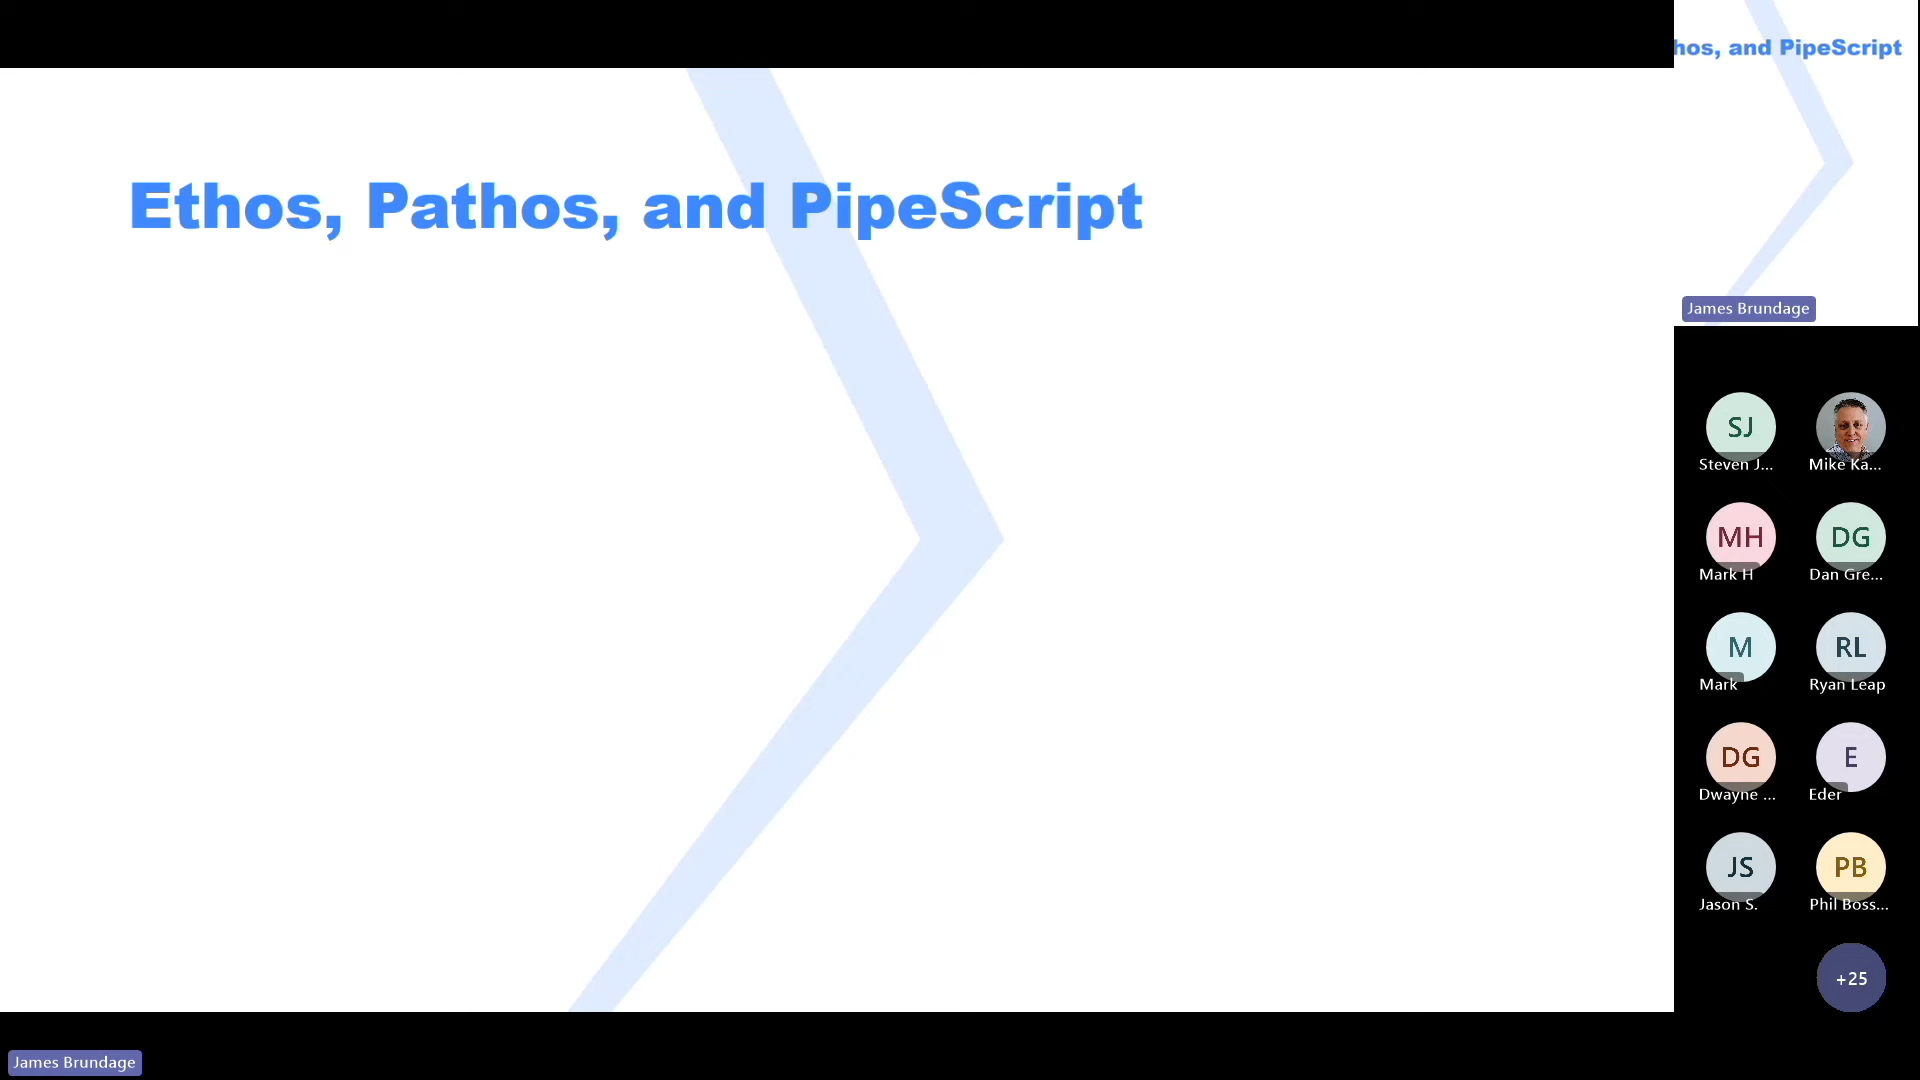 Ethos, Pathos, and PipeScript
hos, and PipeScript
James Brundage
SJ
Steven J...
Mike Ka...
MH
Mark H
DG
Dan Gre...
M
Mark
RL
Ryan Leap
DG
Dwayne ...
E
Eder
JS
Jason S.
PB
Phil Boss...
+25
James Brundage